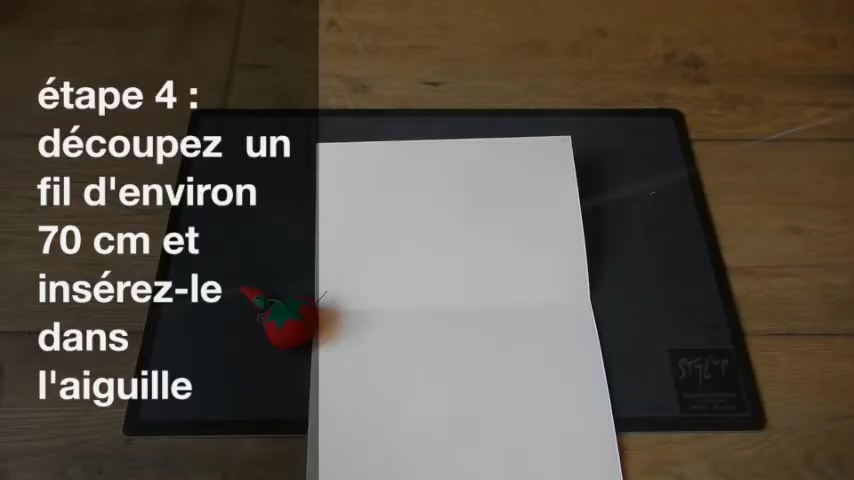 étape 4 :
découpez un
fil d'environ
70 cm et
insérez-le
dans
l'aiguille